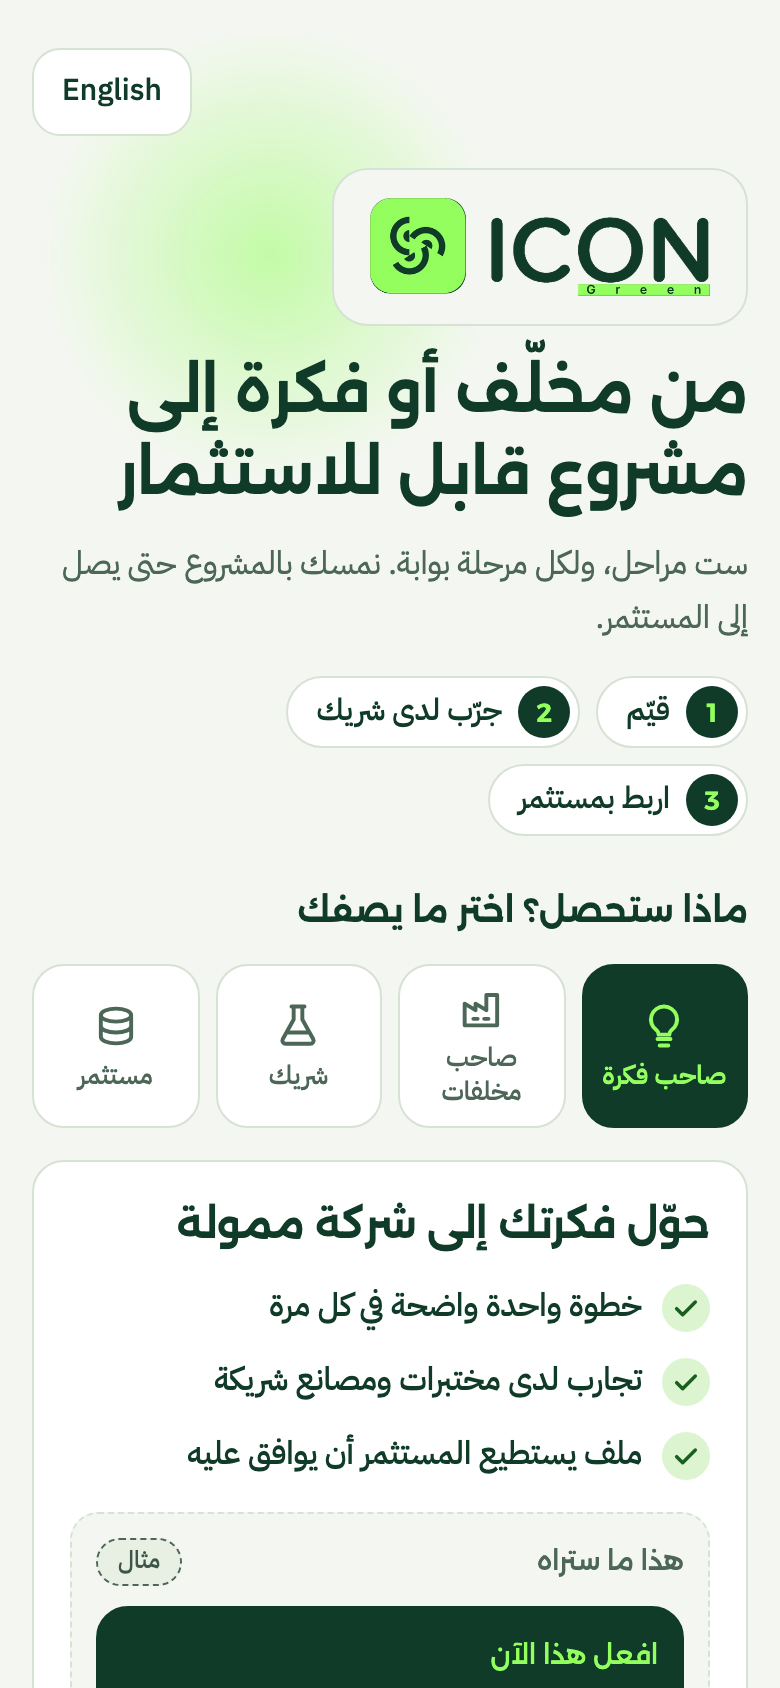 English
ICON
Green
من مخلّف أو فكرة إلى
مشروع قابل للاستثمار
ست مراحل، ولكل مرحلة بوابة. نمسك بالمشروع حتى يصل
إلى المستثمر.
1 قيّم
2 جرّب لدى شريك
3 اربط بمستثمر
ماذا ستحصل؟ اختر ما يصفك
صاحب فكرة
صاحب
مخلفات
شريك
مستثمر
حوّل فكرتك إلى شركة ممولة
خطوة واحدة واضحة في كل مرة
تجارب لدى مختبرات ومصانع شريكة
ملف يستطيع المستثمر أن يوافق عليه
هذا ما ستراه
مثال
افعل هذا الآن